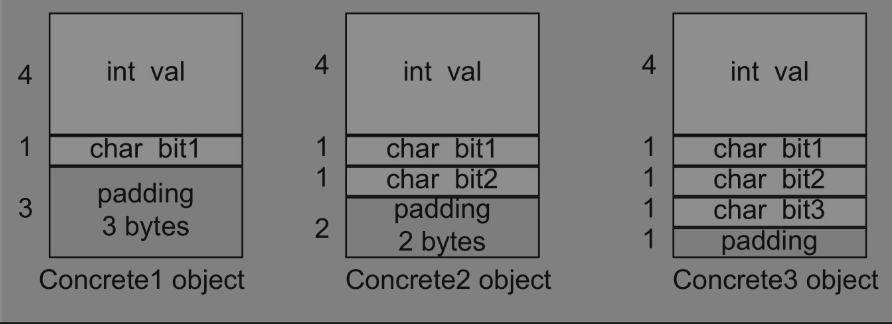 4
int val
1
char bit1
3
padding
3 bytes
Concrete1 object
4
int val
1
char bit1
1
char bit2
2
padding
2 bytes
Concrete2 object
4
int val
1
char bit1
1
char bit2
1
char bit3
1
padding
Concrete3 object